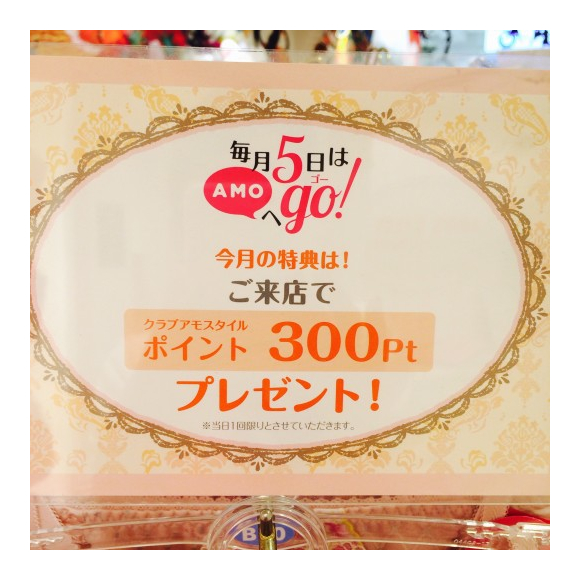 毎月5日は
AMOへgo!
ゴー
今月の特典は!
ご来店で
クラブアモスタイル
ポイント 300Pt
プレゼント!
※当日1回限りとさせていただきます。